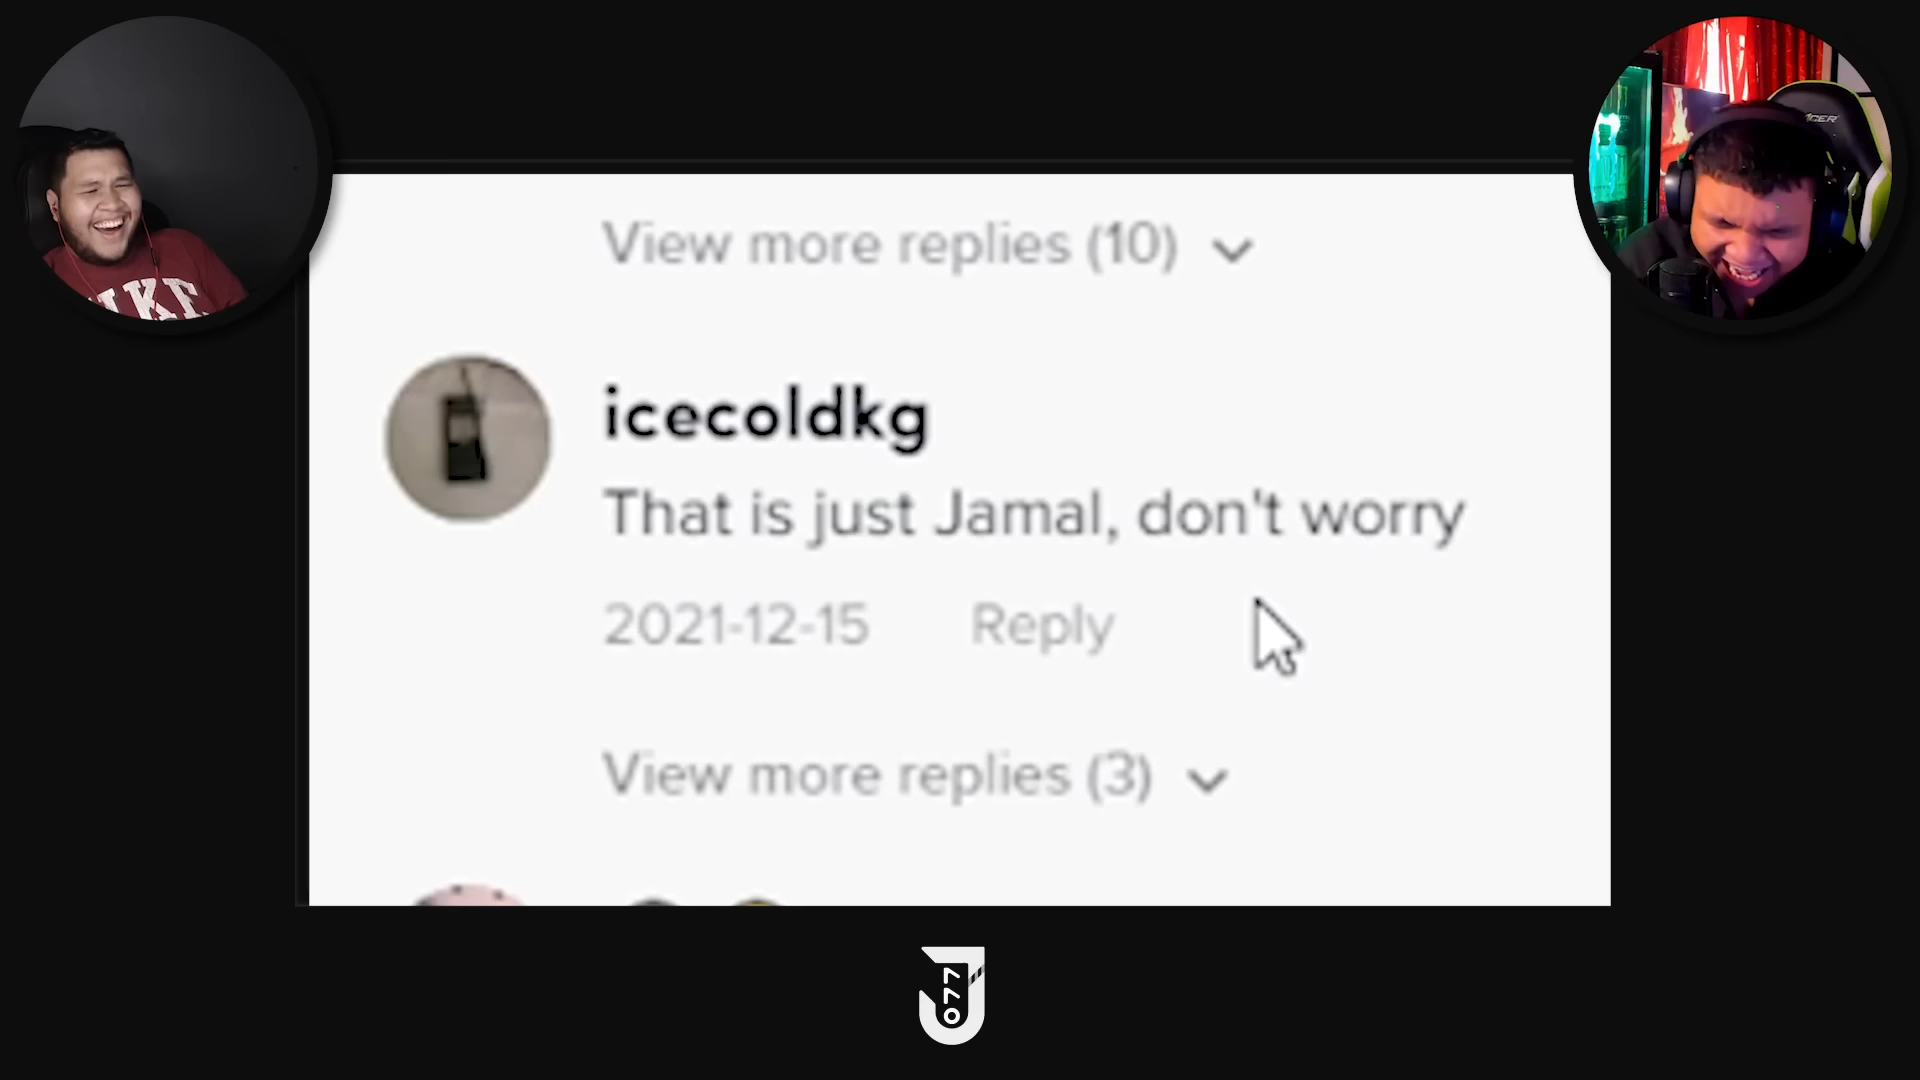 View more replies (10)
icecoldkg
That is just Jamal, don't worry
2021-12-15 Reply
View more replies (3)
J077